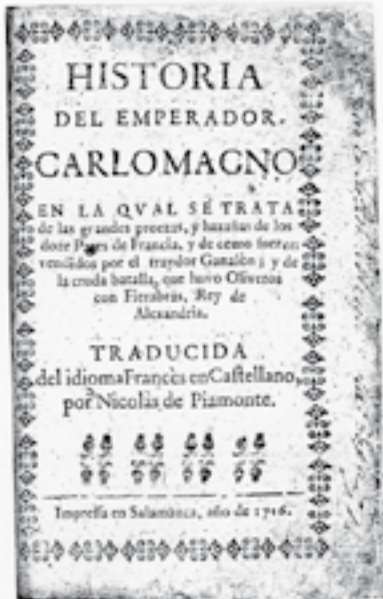 HISTORIA
DEL EMPERADOR.
CARLOMAGNO
EN LA QVAL SE TRATA
de las grandes proezas, y hazañas de los
doze Pares de Francia, y de como fueron
vendidos por el traydor Ganalòn; y de
la cruda batalla, que huvo Oliveros
con Fierabràs, Rey de
Alexandria.
TRADUCIDA
del idioma Francès en Castellano,
por Nicolàs de Piamonte.
Impressa en Salamanca, año de 1726.